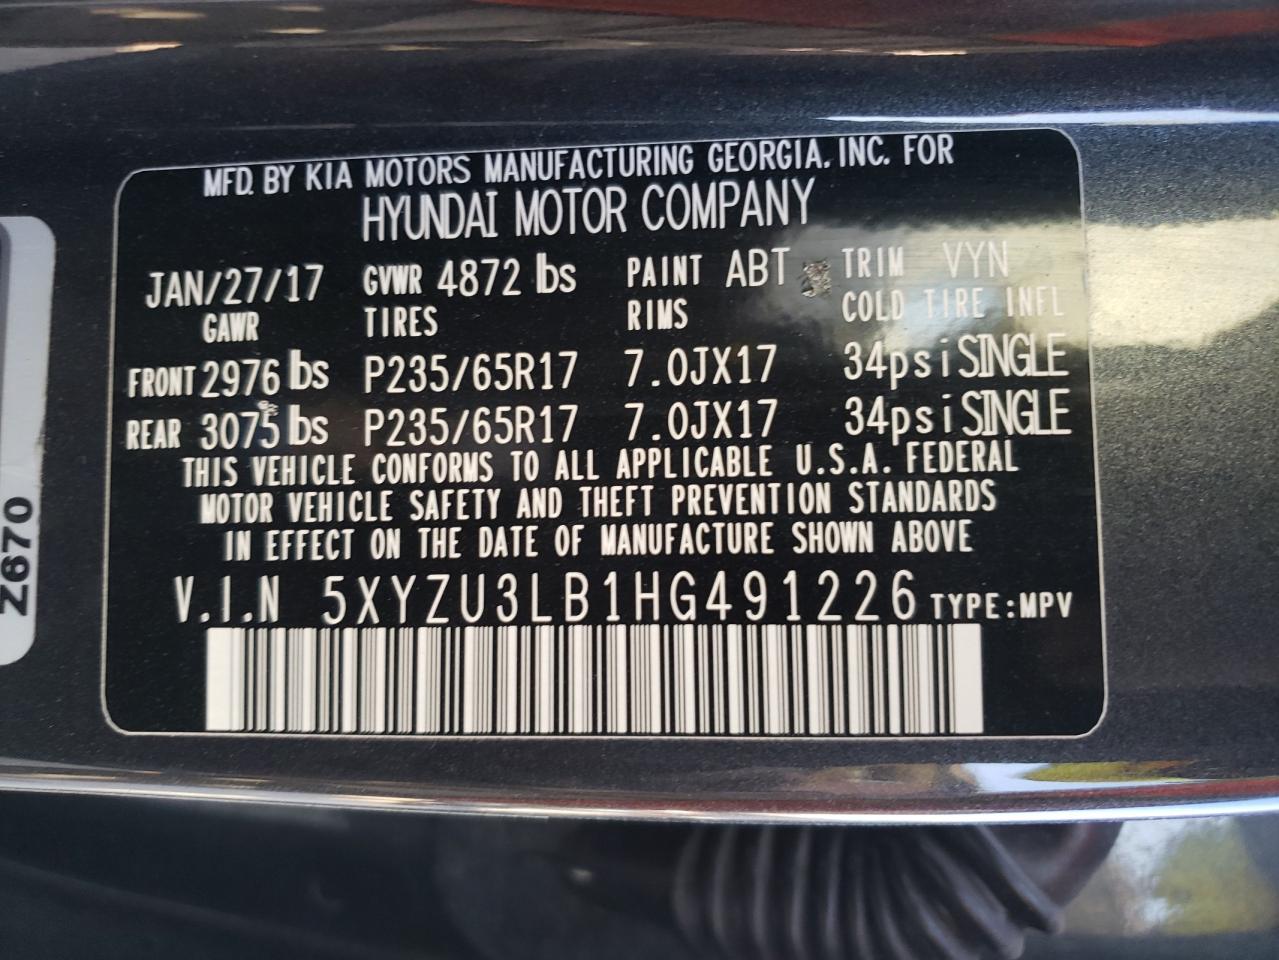 MFD. BY KIA MOTORS MANUFACTURING GEORGIA, INC. FOR
HYUNDAI MOTOR COMPANY
JAN/27/17 GVWR 4872 lbs PAINT ABT TRIM VYN
GAWR TIRES RIMS COLD TIRE INFL
FRONT 2976 lbs P235/65R17 7.0JX17 34psi SINGLE
REAR 3075 lbs P235/65R17 7.0JX17 34psi SINGLE
THIS VEHICLE CONFORMS TO ALL APPLICABLE U.S.A. FEDERAL
MOTOR VEHICLE SAFETY AND THEFT PREVENTION STANDARDS
IN EFFECT ON THE DATE OF MANUFACTURE SHOWN ABOVE
V.I.N 5XYZU3LB1HG491226 TYPE:MPV
Z670